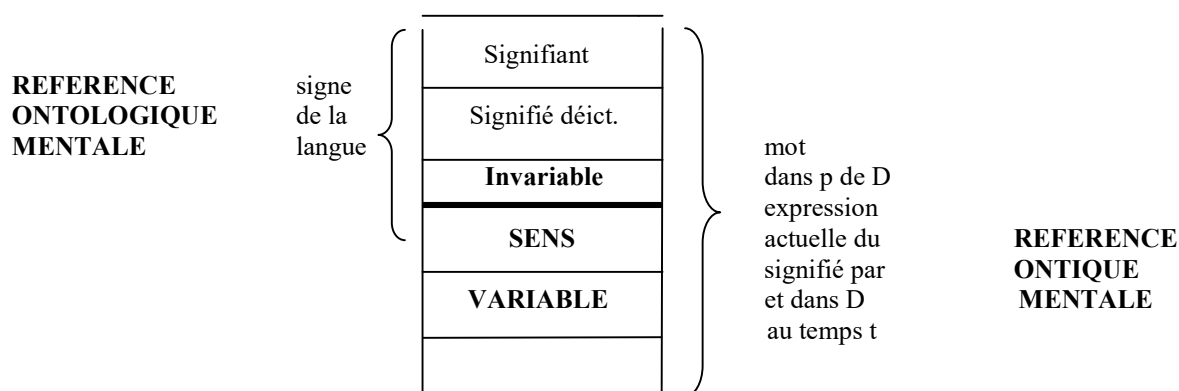 REFERENCE
ONTOLOGIQUE
MENTALE
signe
de la
langue
Signifiant
Signifié déict.
Invariable
SENS
VARIABLE
mot
dans p de D
expression
actuelle du
signifié par
et dans D
au temps t
REFERENCE
ONTIQUE
MENTALE